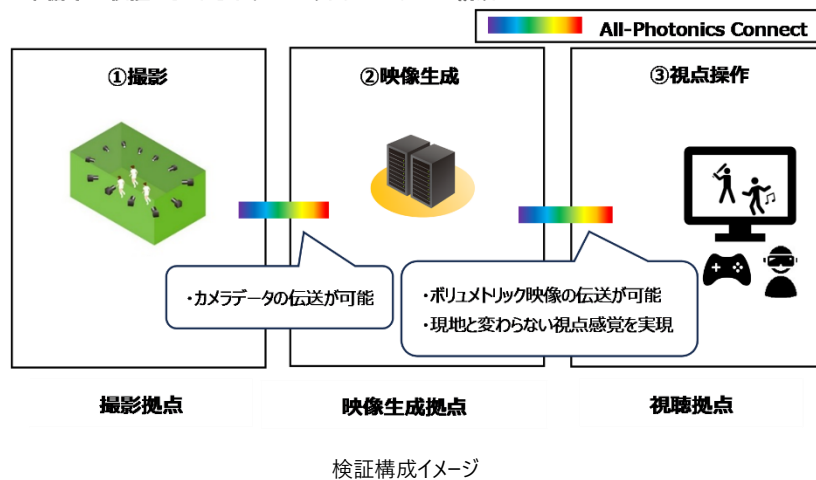 All-Photonics Connect
①撮影
②映像生成
③視点操作
・カメラデータの伝送が可能
・ボリュメトリック映像の伝送が可能
・現地と変わらない視点感覚を実現
撮影拠点
映像生成拠点
視聴拠点
検証構成イメージ